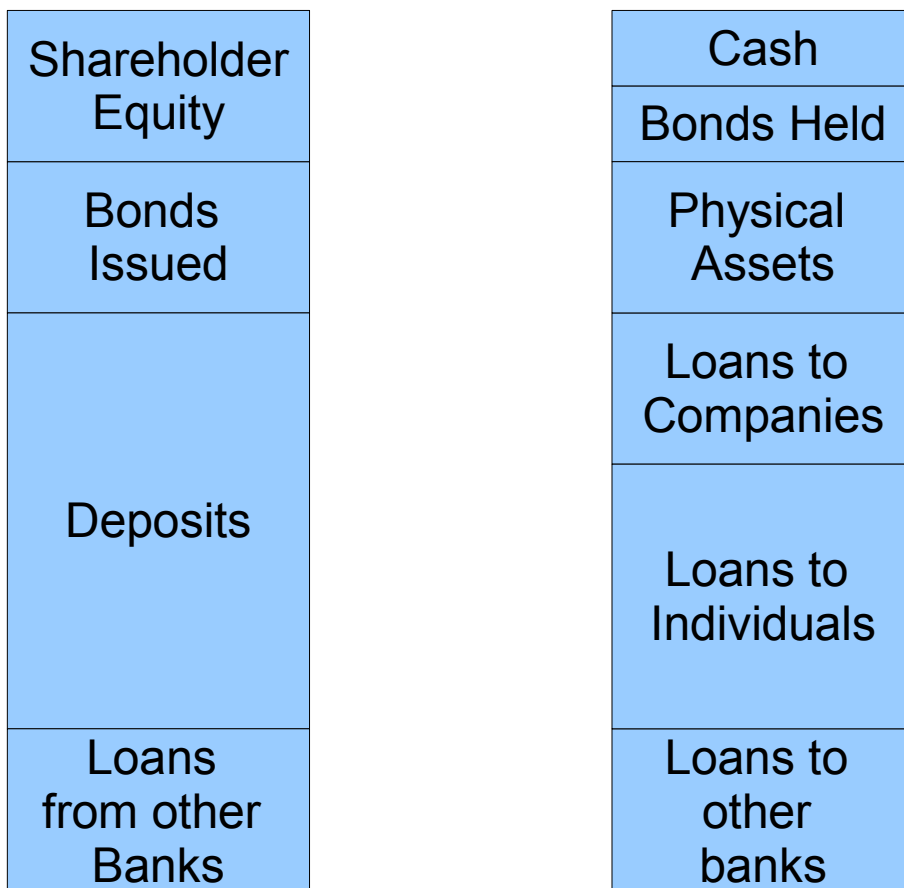 Shareholder
Equity
Bonds
Issued
Deposits
Loans
from other
Banks
Cash
Bonds Held
Physical
Assets
Loans to
Companies
Loans to
Individuals
Loans to
other
banks